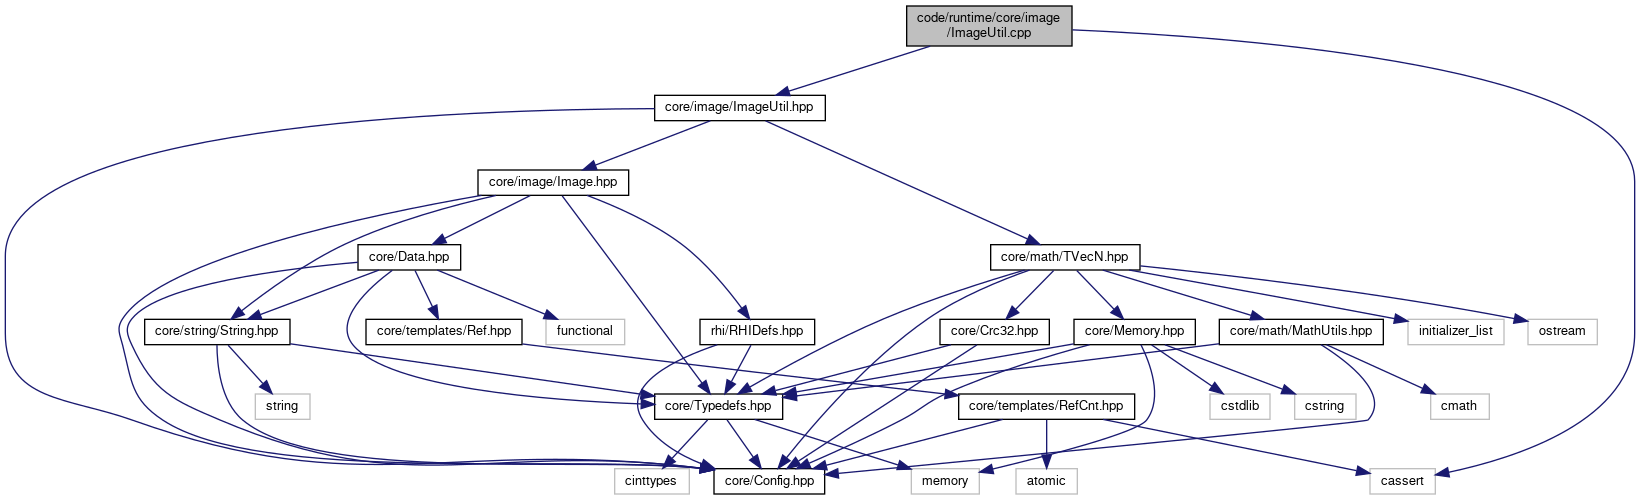 code/runtime/core/image
/ImageUtil.cpp
core/image/ImageUtil.hpp
core/image/Image.hpp
core/Data.hpp
core/math/TVecN.hpp
core/string/String.hpp
core/templates/Ref.hpp
functional
rhi/RHIDefs.hpp
core/Crc32.hpp
core/Memory.hpp
core/math/MathUtils.hpp
initializer_list
ostream
string
core/Typedefs.hpp
core/templates/RefCnt.hpp
cstdlib
cstring
cmath
cinttypes
core/Config.hpp
memory
atomic
cassert